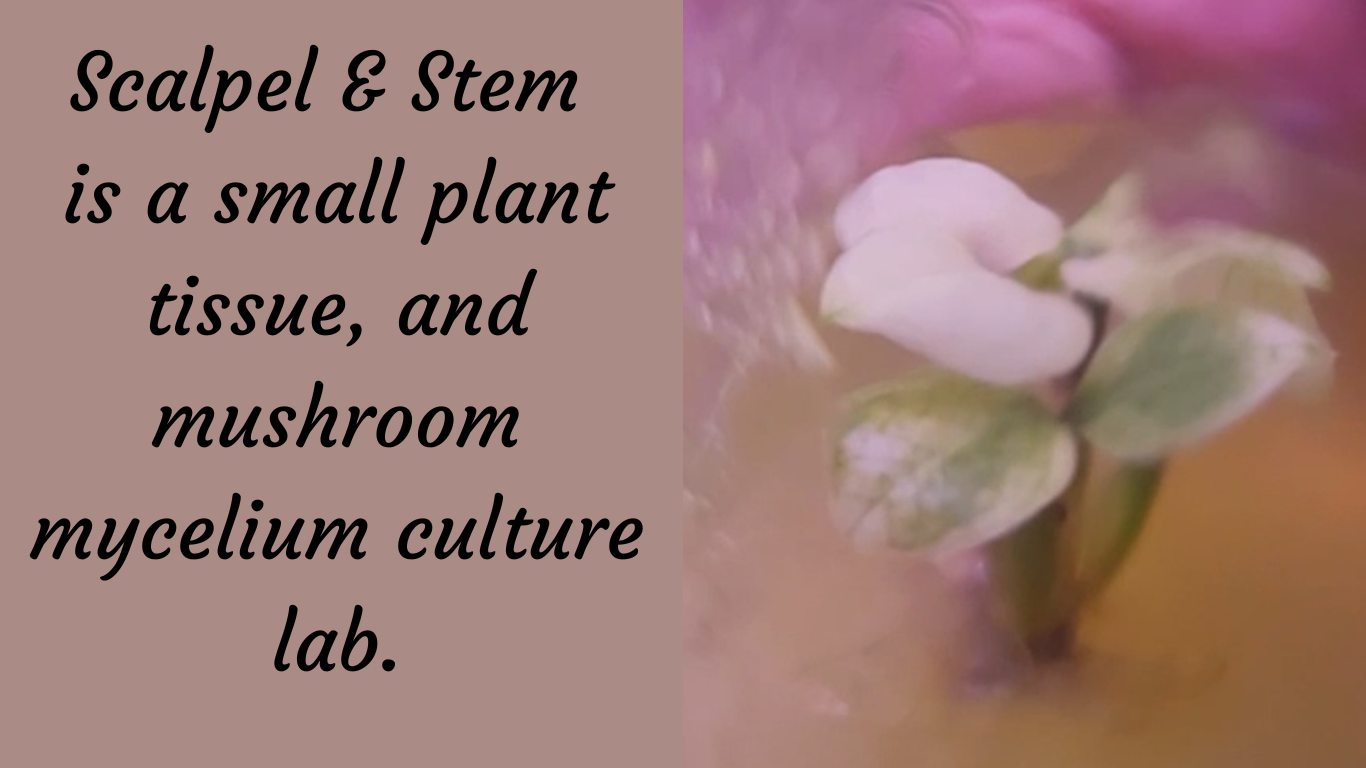 Scalpel & Stem
is a small plant
tissue, and
mushroom
mycelium culture
lab.